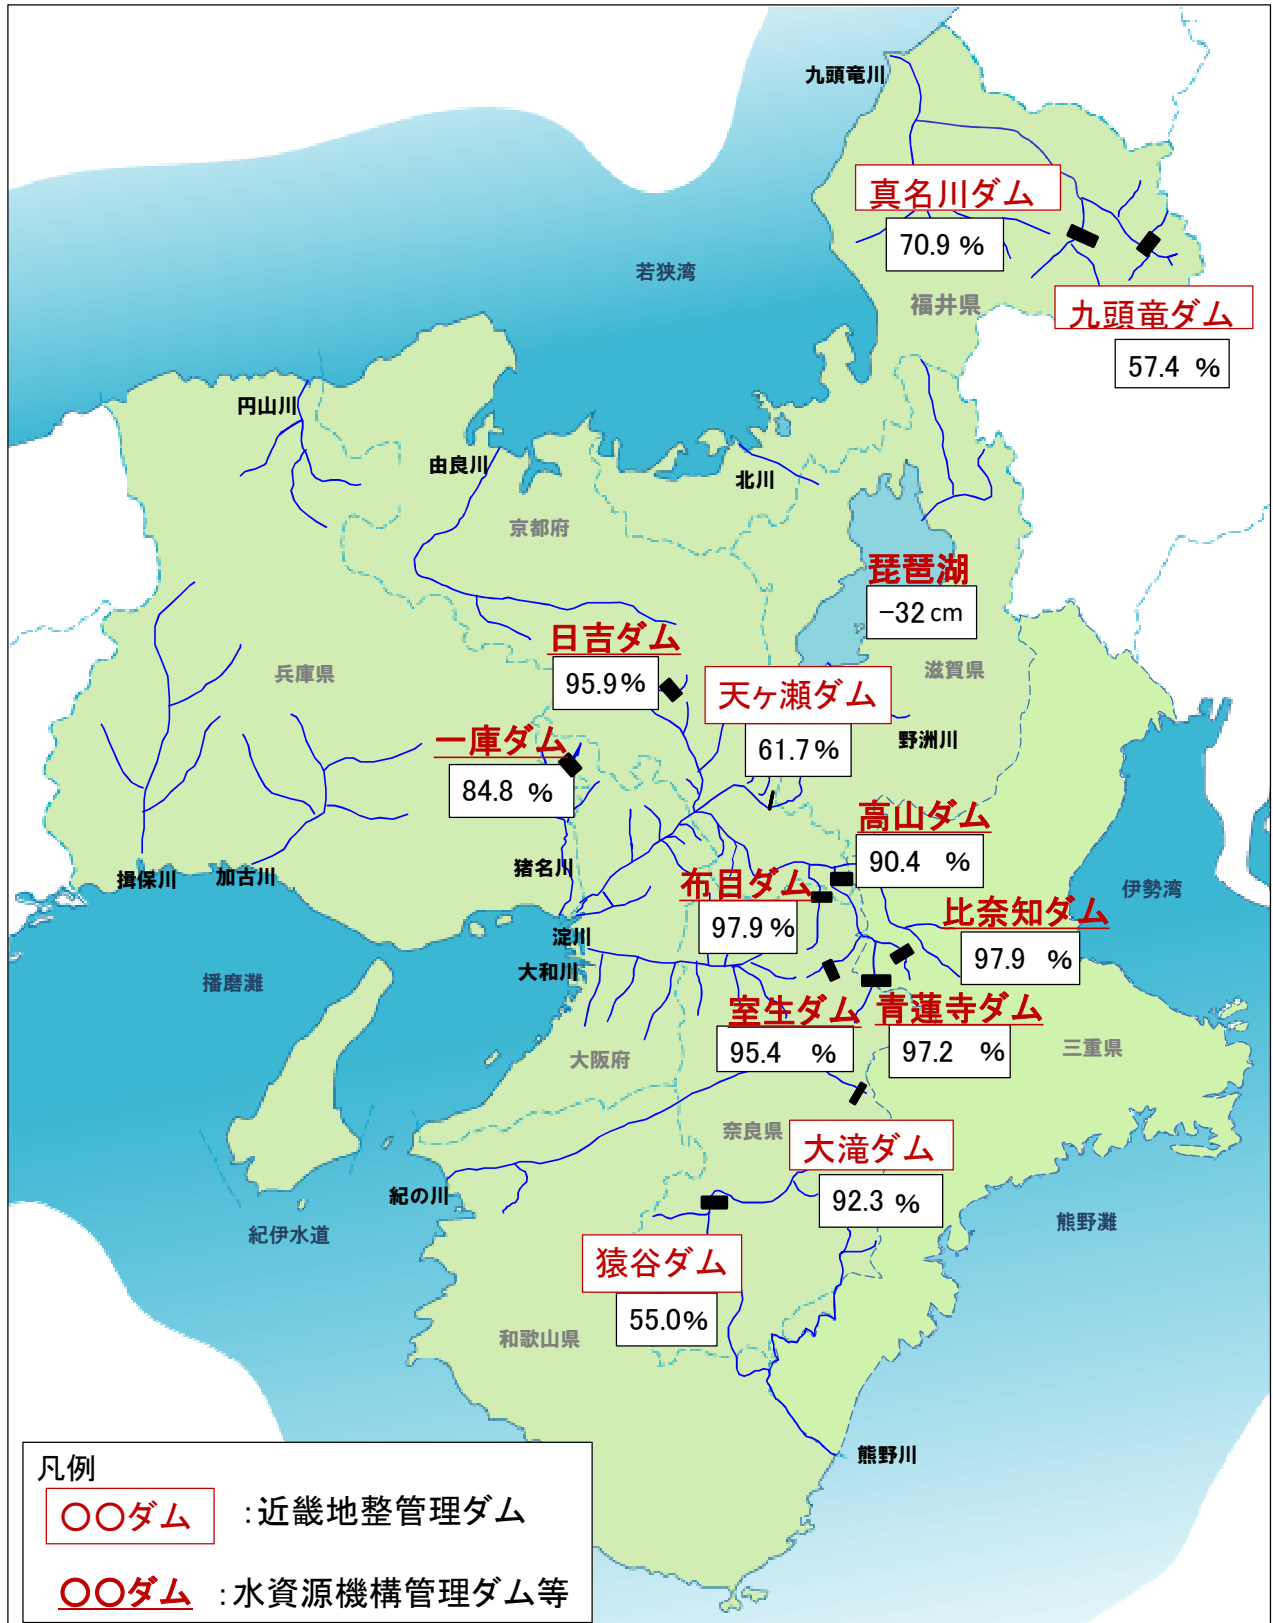 九頭竜川
真名川ダム
70.9 %
若狭湾
福井県
九頭竜ダム
57.4 %
円山川
由良川
北川
京都府
琵琶湖
−32 cm
日吉ダム
95.9%
兵庫県
滋賀県
天ヶ瀬ダム
61.7%
野洲川
一庫ダム
84.8 %
高山ダム
90.4 %
猪名川
揖保川
加古川
布目ダム
97.9%
伊勢湾
比奈知ダム
97.9 %
淀川
大和川
播磨灘
室生ダム
95.4 %
青蓮寺ダム
97.2 %
大阪府
三重県
奈良県
大滝ダム
92.3 %
紀の川
紀伊水道
熊野灘
猿谷ダム
55.0%
和歌山県
熊野川
凡例
〇〇ダム :近畿地整管理ダム
〇〇ダム :水資源機構管理ダム等